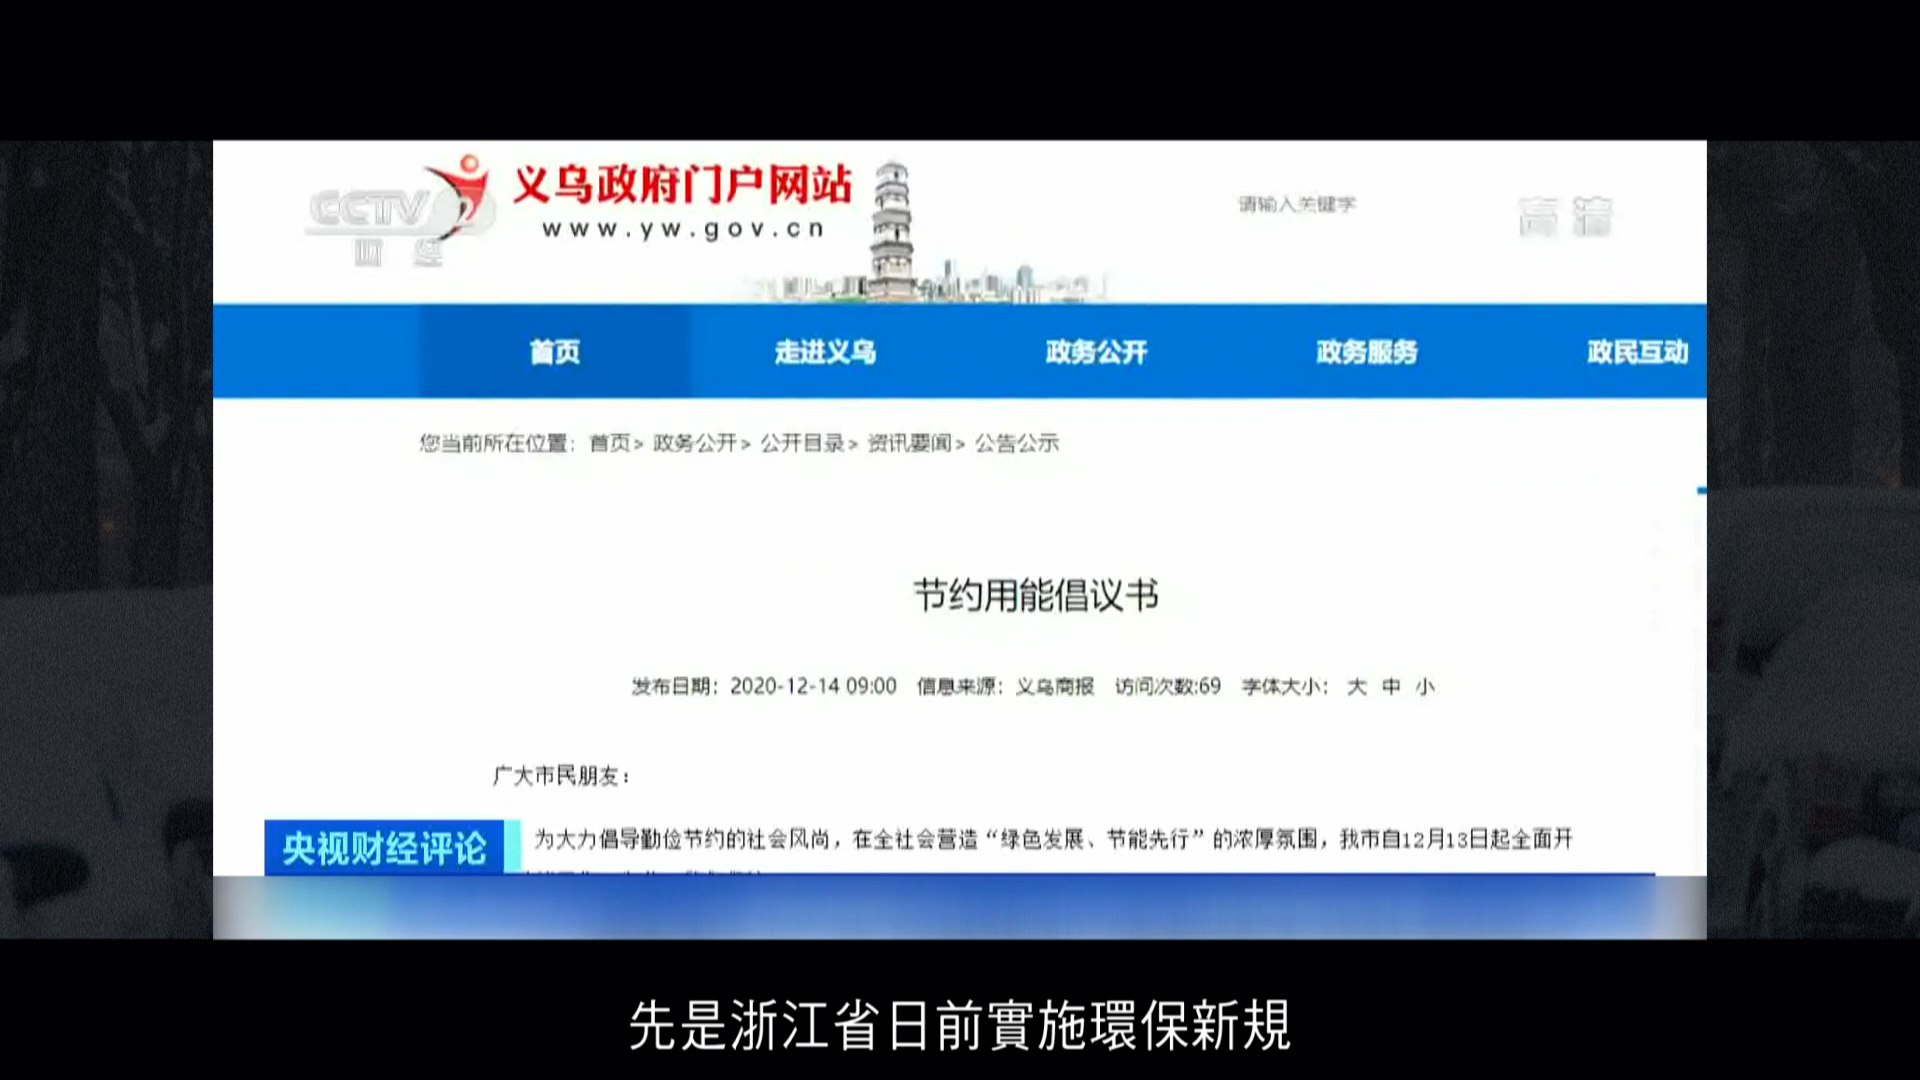 CCTV
财经
义乌政府门户网站
www.yw.gov.cn
请输入关键字
高清
首页 走进义乌 政务公开 政务服务 政民互动
您当前所在位置：首页> 政务公开> 公开目录> 资讯要闻> 公告公示
节约用能倡议书
发布日期：2020-12-14 09:00 信息来源：义乌商报 访问次数:69 字体大小： 大 中 小
广大市民朋友：
为大力倡导勤俭节约的社会风尚，在全社会营造“绿色发展、节能先行”的浓厚氛围，我市自12月13日起全面开
央视财经评论
先是浙江省日前實施環保新規